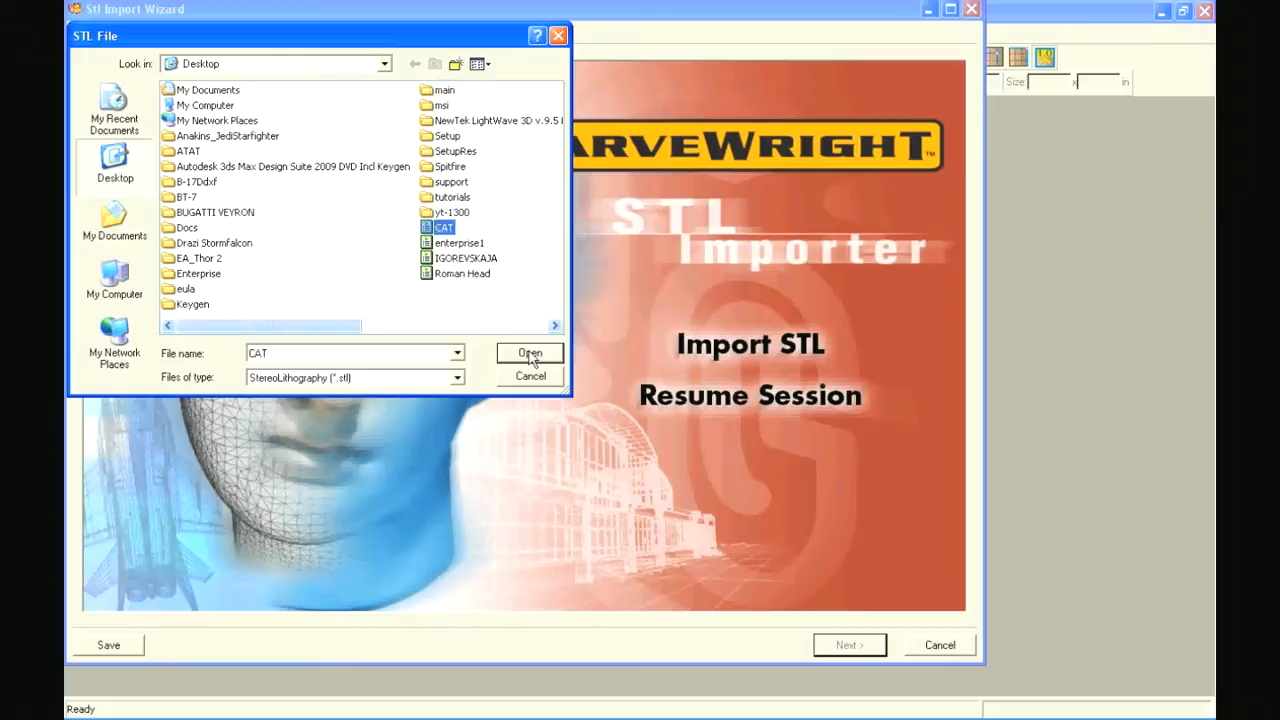 Stl Import Wizard
STL File
Look in:
Desktop
My Recent Documents
Desktop
My Documents
My Computer
My Network Places
My Documents
My Computer
My Network Places
Anakins_JediStarfighter
ATAT
Autodesk 3ds Max Design Suite 2009 DVD Incl Keygen
B-17Ddxf
BT-7
BUGATTI VEYRON
Docs
Drazi Stormfalcon
EA_Thor 2
Enterprise
eula
Keygen
main
msi
NewTek LightWave 3D v.9.5
Setup
SetupRes
Spitfire
support
tutorials
yt-1300
CAT
enterprise1
IGOREVSKAJA
Roman Head
File name:
CAT
Open
Files of type:
StereoLithography (*.stl)
Cancel
Size:
x
in
ARVEWRIGHT™
STL
Importer
Import STL
Resume Session
Save
Next >
Cancel
Ready